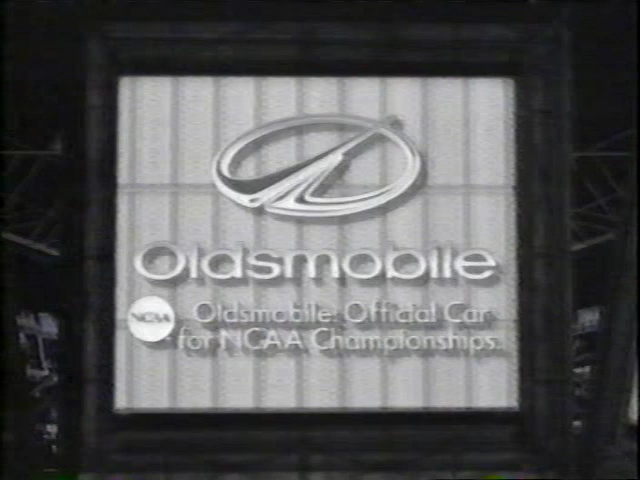 Oldsmobile
NCAA
Oldsmobile: Official Car
for NCAA Championships.